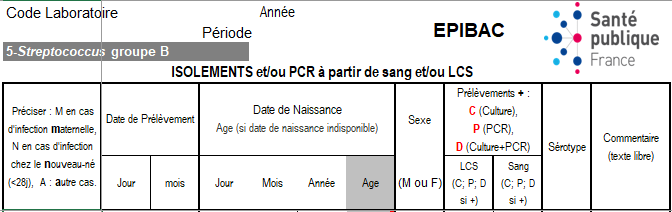 Code Laboratoire
Année
Période
EPIBAC
Santé
publique
France
5-Streptococcus groupe B
ISOLEMENTS et/ou PCR à partir de sang et/ou LCS
Préciser : M en cas
d'infection maternelle,
N en cas d'infection
chez le nouveau-né
(<28j), A : autre cas.
Date de Prélèvement
Jour
mois
Date de Naissance
Age (si date de naissance indisponible)
Jour
Mois
Année
Age
Sexe
(M ou F)
Prélèvements + :
C (Culture),
P (PCR),
D (Culture+PCR)
LCS
(C; P; D
si +)
Sang
(C; P; D
si +)
Sérotype
Commentaire
(texte libre)